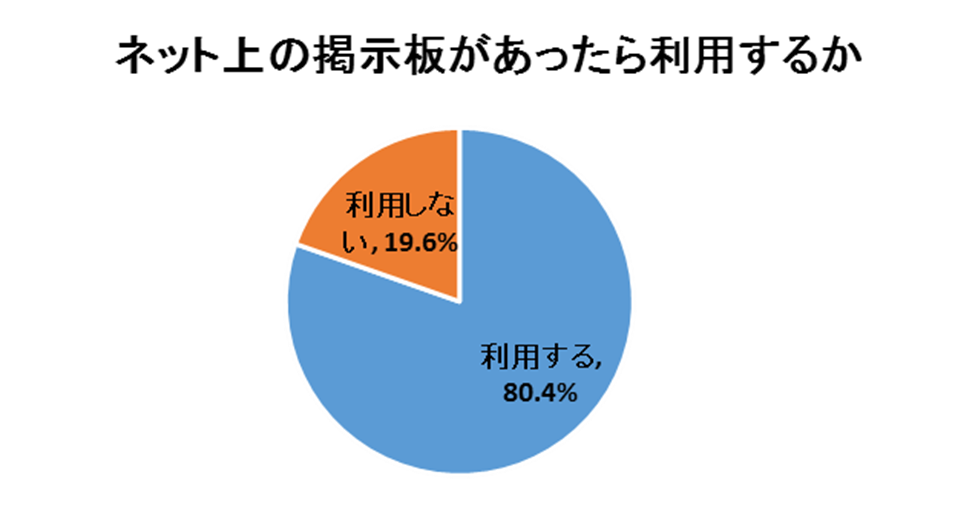 ネット上の掲示板があったら利用するか
利用しな
い, 19.6%
利用する,
80.4%